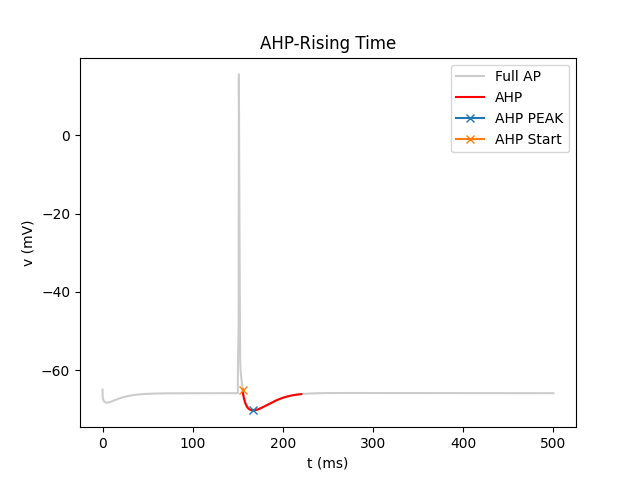 AHP-Rising Time
Full AP
AHP
AHP PEAK
AHP Start
v (mV)
0
−20
−40
−60
0
100
200
300
400
500
t (ms)